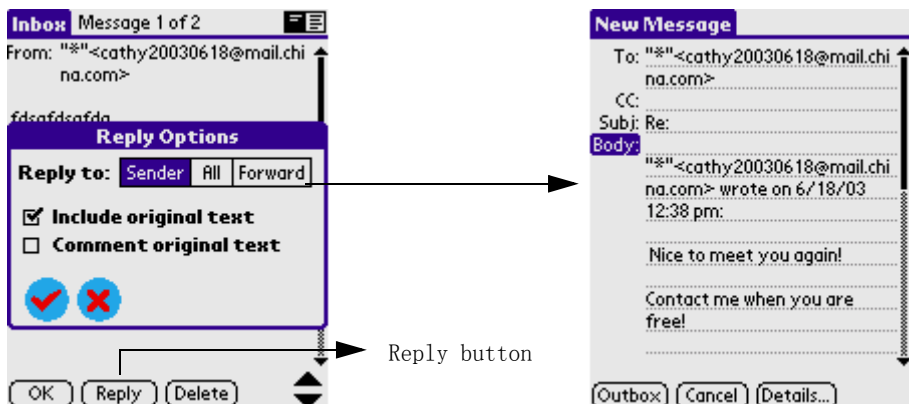 Inbox Message 1 of 2
From: "*"<cathy20030618@mail.chi
na.com>
fdsafdsafda
Reply Options
Reply to: Sender All Forward
Include original text
Comment original text
OK Reply Delete
Reply button
New Message
To: "*"<cathy20030618@mail.chi
na.com>
CC:
Subj: Re:
Body:
"*"<cathy20030618@mail.chi
na.com> wrote on 6/18/03
12:38 pm:
Nice to meet you again!
Contact me when you are
free!
Outbox Cancel Details...